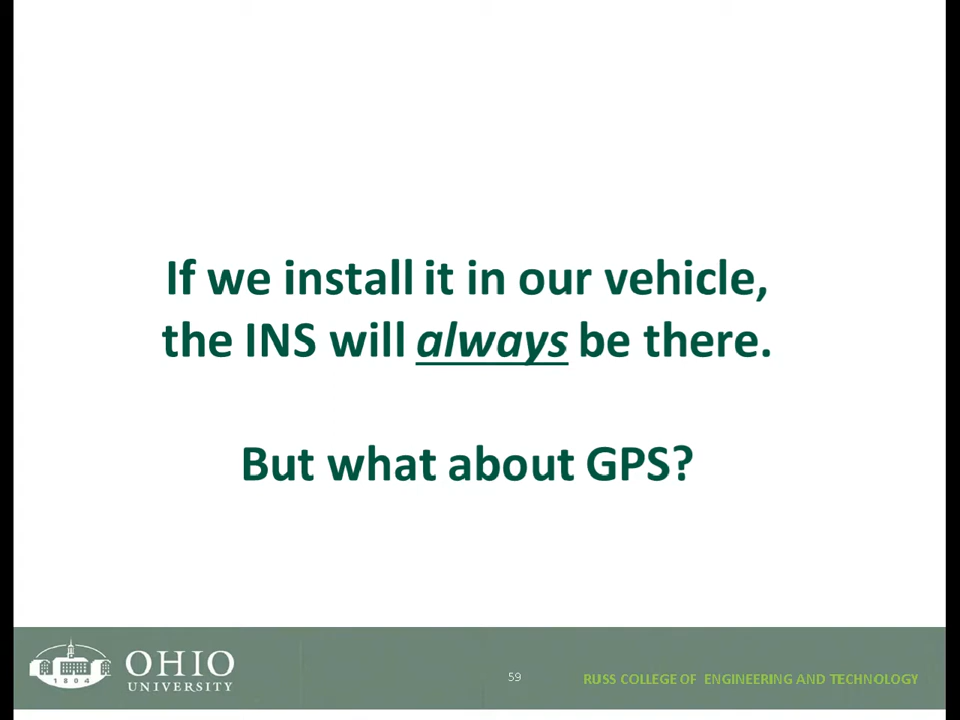 If we install it in our vehicle,
the INS will always be there.
But what about GPS?
1804
OHIO
UNIVERSITY
59
RUSS COLLEGE OF ENGINEERING AND TECHNOLOGY